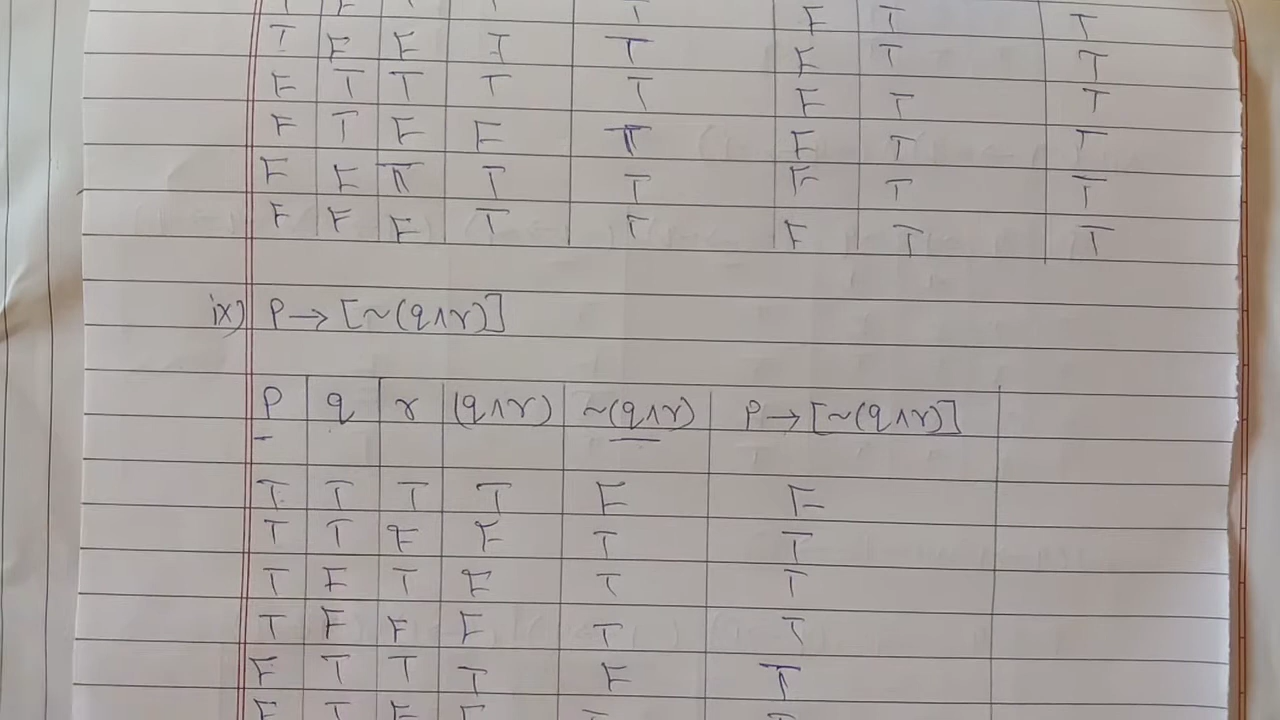 T F F T T F T T
F T T T T F T T
F T F F T F T T
F F T T T F T T
F F F T T F T T
ix) P → [~(q∧r)]
P q r (q∧r) ~(q∧r) P → [~(q∧r)]
T T T T F F
T T F F T T
T F T F T T
T F F F T T
F T T T F T
F T F F T T